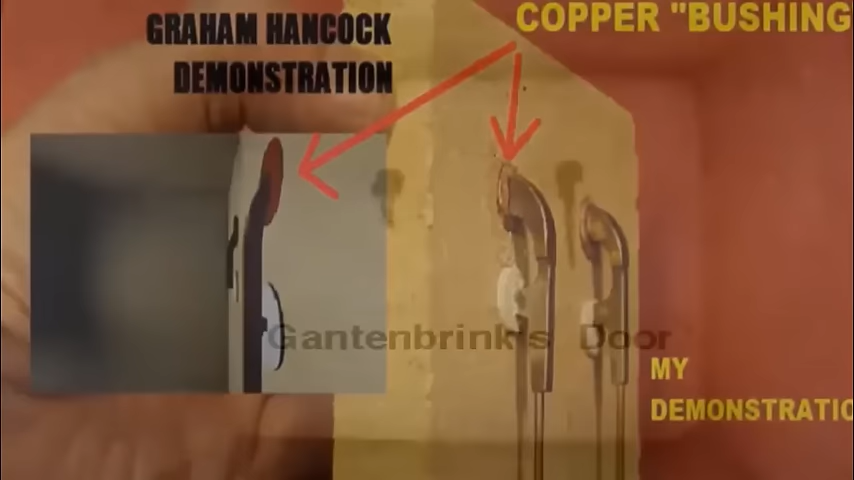 GRAHAM HANCOCK
DEMONSTRATION
COPPER "BUSHING
Gantenbrink's Door
MY
DEMONSTRATIO